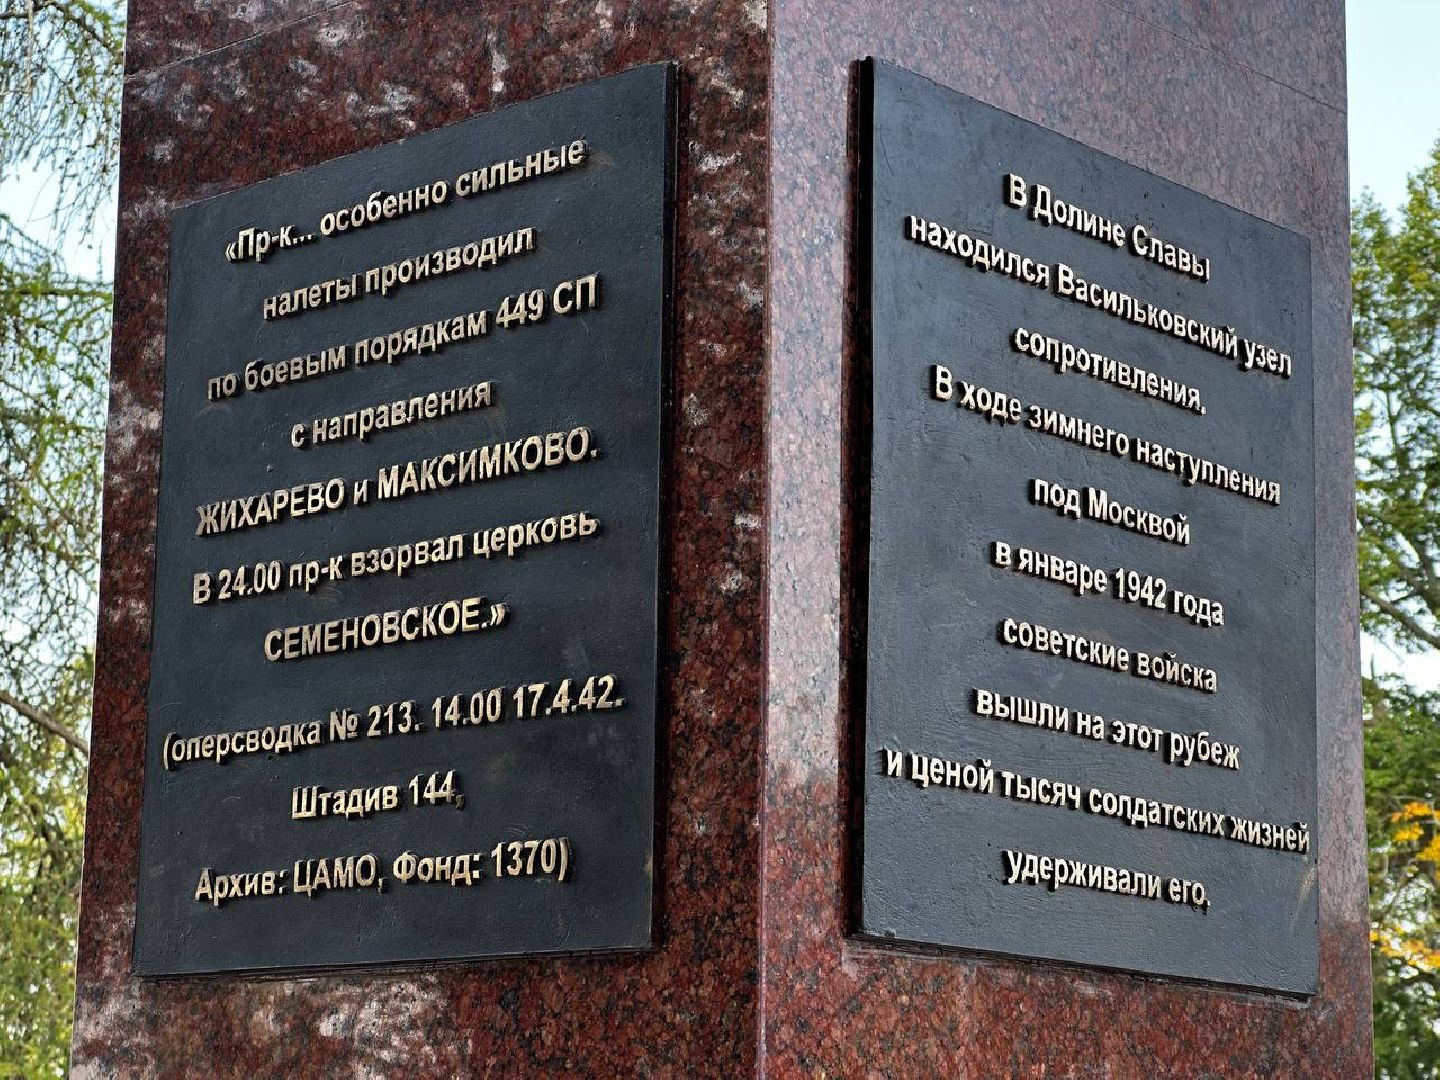 «Пр-к... особенно сильные
налеты производил
по боевым порядкам 449 СП
с направления
ЖИХАРЕВО и МАКСИМКОВО.
В 24.00 пр-к взорвал церковь
СЕМЕНОВСКОЕ.»
(оперсводка № 213. 14.00 17.4.42.
Штадив 144,
Архив: ЦАМО, Фонд: 1370)
В Долине Славы
находился Васильковский узел
сопротивления.
В ходе зимнего наступления
под Москвой
в январе 1942 года
советские войска
вышли на этот рубеж
и ценой тысяч солдатских жизней
удерживали его.